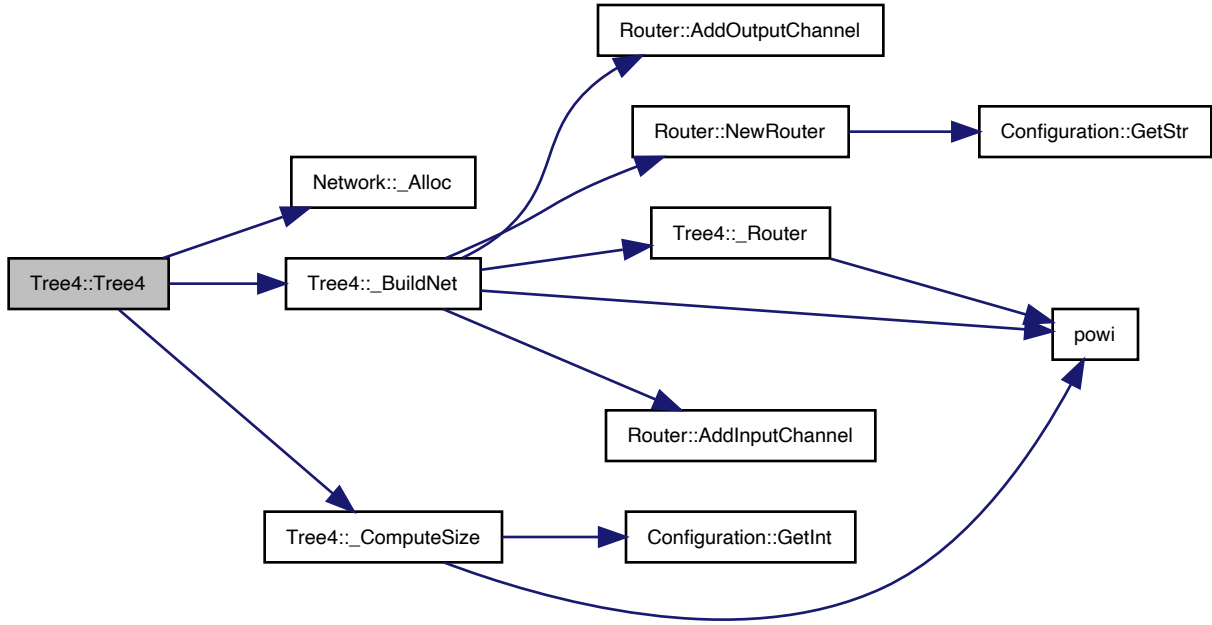 Router::AddOutputChannel
Router::NewRouter
Configuration::GetStr
Network::_Alloc
Tree4::_Router
Tree4::Tree4
Tree4::_BuildNet
powi
Router::AddInputChannel
Tree4::_ComputeSize
Configuration::GetInt